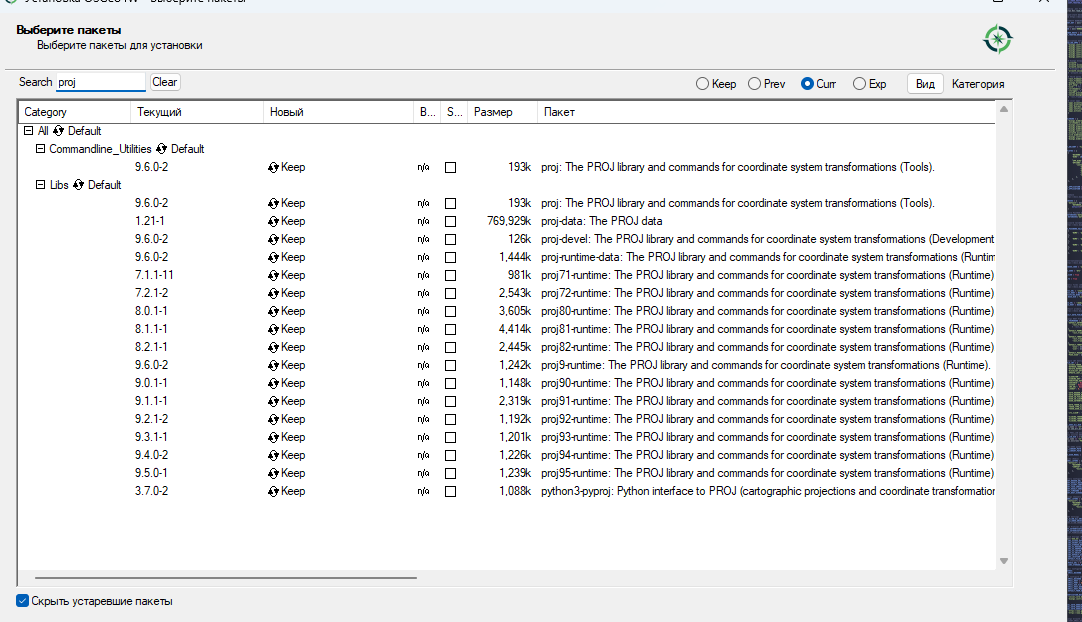 Установка OSGeo4W - Выберите пакеты
Выберите пакеты
Выберите пакеты для установки
Search proj Clear Keep Prev Curr Exp Вид Категория
Category Текущий Новый В... S... Размер Пакет
All Default
Commandline_Utilities Default
9.6.0-2 Keep n/a 193k proj: The PROJ library and commands for coordinate system transformations (Tools).
Libs Default
9.6.0-2 Keep n/a 193k proj: The PROJ library and commands for coordinate system transformations (Tools).
1.21-1 Keep n/a 769,929k proj-data: The PROJ data
9.6.0-2 Keep n/a 126k proj-devel: The PROJ library and commands for coordinate system transformations (Development
9.6.0-2 Keep n/a 1,444k proj-runtime-data: The PROJ library and commands for coordinate system transformations (Runtim
7.1.1-11 Keep n/a 981k proj71-runtime: The PROJ library and commands for coordinate system transformations (Runtime)
7.2.1-2 Keep n/a 2,543k proj72-runtime: The PROJ library and commands for coordinate system transformations (Runtime)
8.0.1-1 Keep n/a 3,605k proj80-runtime: The PROJ library and commands for coordinate system transformations (Runtime)
8.1.1-1 Keep n/a 4,414k proj81-runtime: The PROJ library and commands for coordinate system transformations (Runtime)
8.2.1-1 Keep n/a 2,445k proj82-runtime: The PROJ library and commands for coordinate system transformations (Runtime)
9.6.0-2 Keep n/a 1,242k proj9-runtime: The PROJ library and commands for coordinate system transformations (Runtime).
9.0.1-1 Keep n/a 1,148k proj90-runtime: The PROJ library and commands for coordinate system transformations (Runtime)
9.1.1-1 Keep n/a 2,319k proj91-runtime: The PROJ library and commands for coordinate system transformations (Runtime)
9.2.1-2 Keep n/a 1,192k proj92-runtime: The PROJ library and commands for coordinate system transformations (Runtime)
9.3.1-1 Keep n/a 1,201k proj93-runtime: The PROJ library and commands for coordinate system transformations (Runtime)
9.4.0-2 Keep n/a 1,226k proj94-runtime: The PROJ library and commands for coordinate system transformations (Runtime)
9.5.0-1 Keep n/a 1,239k proj95-runtime: The PROJ library and commands for coordinate system transformations (Runtime)
3.7.0-2 Keep n/a 1,088k python3-pyproj: Python interface to PROJ (cartographic projections and coordinate transformation
Скрыть устаревшие пакеты